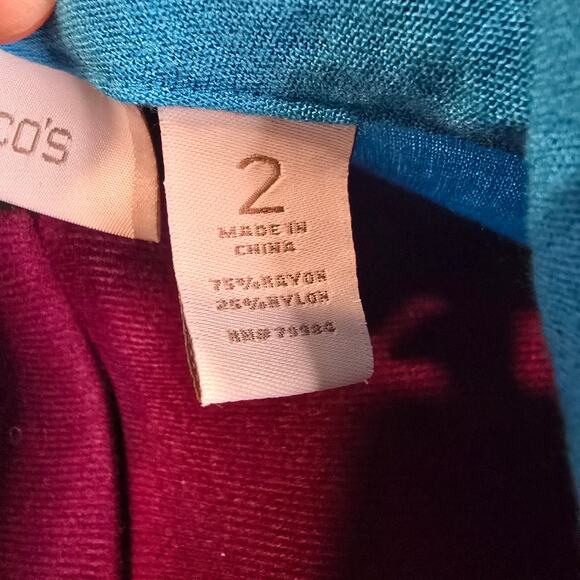 CO'S
2
MADE IN
CHINA
75%RAYON
25%NYLON
RN# 79984